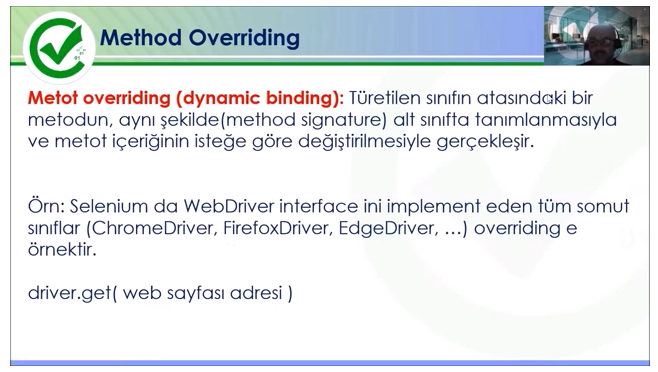 Method Overriding
Metot overriding (dynamic binding): Türetilen sınıfın atasındaki bir
metodun, aynı şekilde(method signature) alt sınıfta tanımlanmasıyla
ve metot içeriğinin isteğe göre değiştirilmesiyle gerçekleşir.
Örn: Selenium da WebDriver interface ini implement eden tüm somut
sınıflar (ChromeDriver, FirefoxDriver, EdgeDriver, ...) overriding e
örnektir.
driver.get( web sayfası adresi )